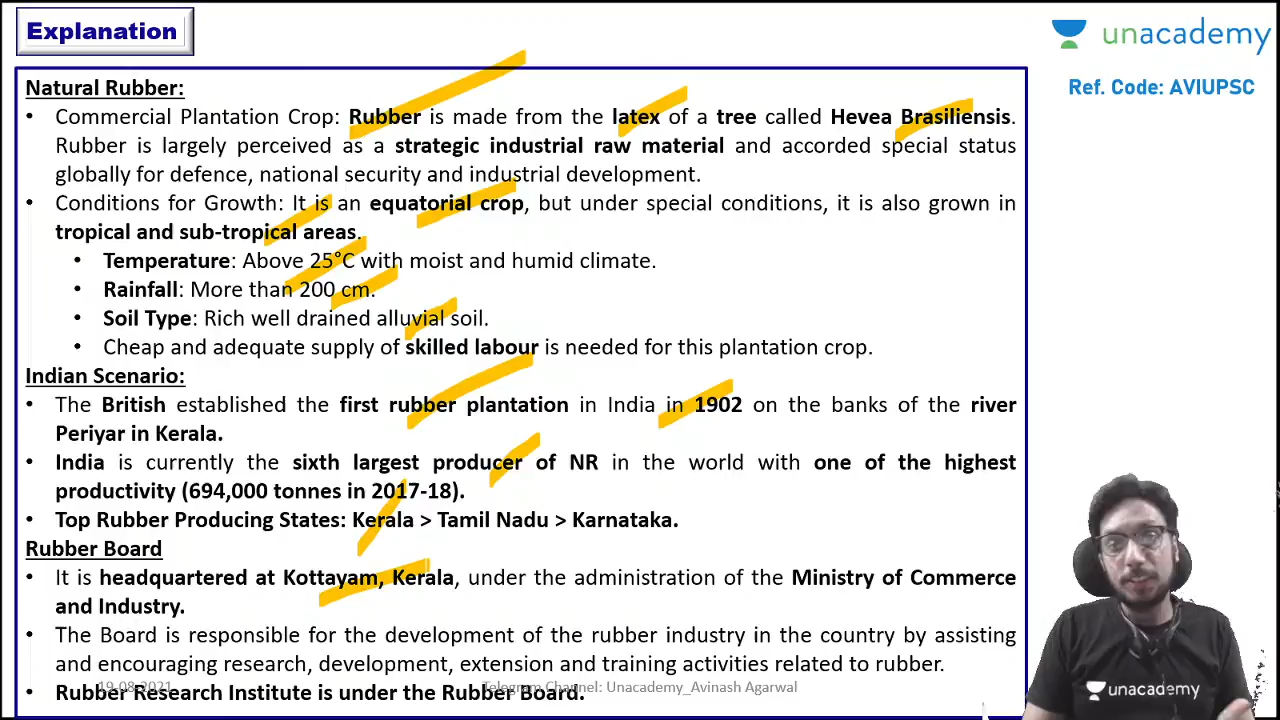 Explanation
unacademy
Ref. Code: AVIUPSC
Natural Rubber:
• Commercial Plantation Crop: Rubber is made from the latex of a tree called Hevea Brasiliensis.
Rubber is largely perceived as a strategic industrial raw material and accorded special status
globally for defence, national security and industrial development.
• Conditions for Growth: It is an equatorial crop, but under special conditions, it is also grown in
tropical and sub-tropical areas.
• Temperature: Above 25°C with moist and humid climate.
• Rainfall: More than 200 cm.
• Soil Type: Rich well drained alluvial soil.
• Cheap and adequate supply of skilled labour is needed for this plantation crop.
Indian Scenario:
• The British established the first rubber plantation in India in 1902 on the banks of the river
Periyar in Kerala.
• India is currently the sixth largest producer of NR in the world with one of the highest
productivity (694,000 tonnes in 2017-18).
• Top Rubber Producing States: Kerala > Tamil Nadu > Karnataka.
Rubber Board
• It is headquartered at Kottayam, Kerala, under the administration of the Ministry of Commerce
and Industry.
• The Board is responsible for the development of the rubber industry in the country by assisting
and encouraging research, development, extension and training activities related to rubber.
19-08-2021
Telegram Channel: Unacademy_Avinash Agarwal
• Rubber Research Institute is under the Rubber Board.
unacademy